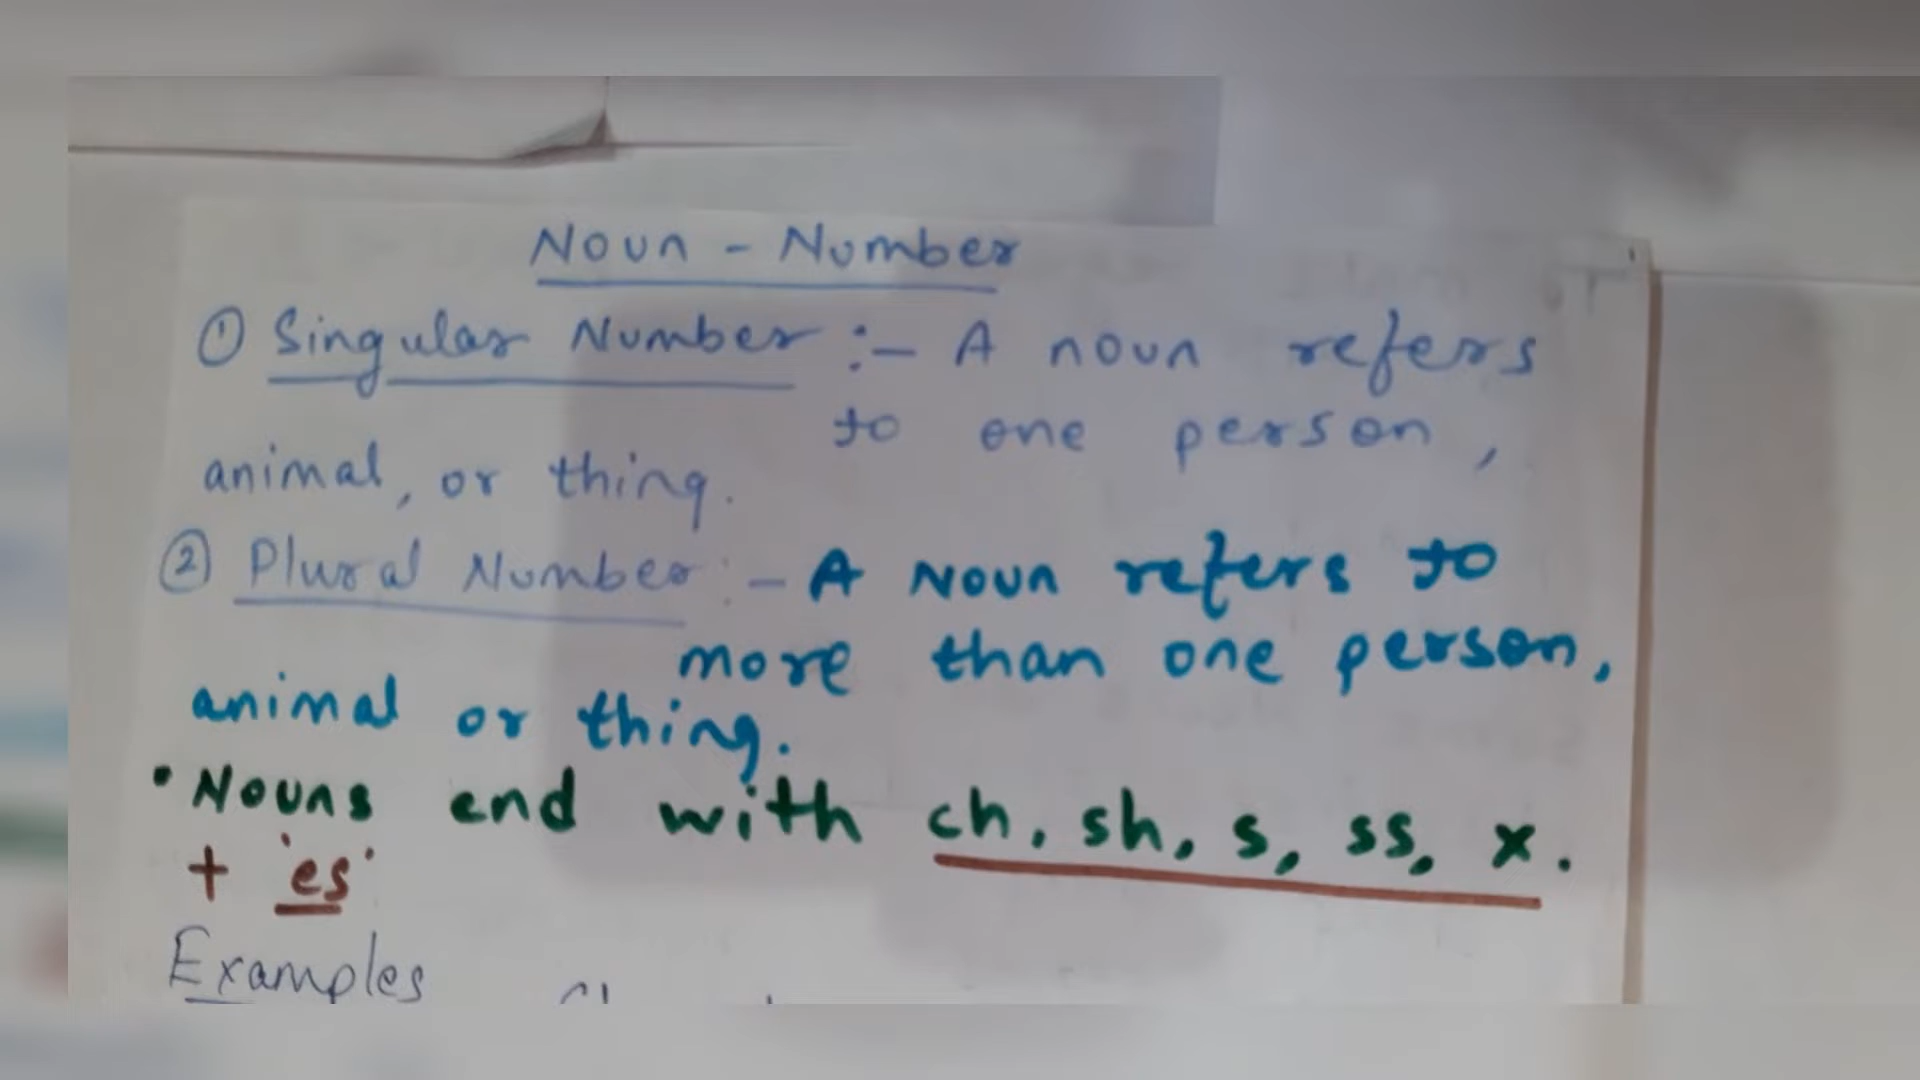 Noun - Number
① Singular Number :- A noun refers
to one person,
animal, or thing.
② Plural Number :- A Noun refers to
more than one person,
animal or thing.
• Nouns end with ch, sh, s, ss, x.
+ 'es'
Examples